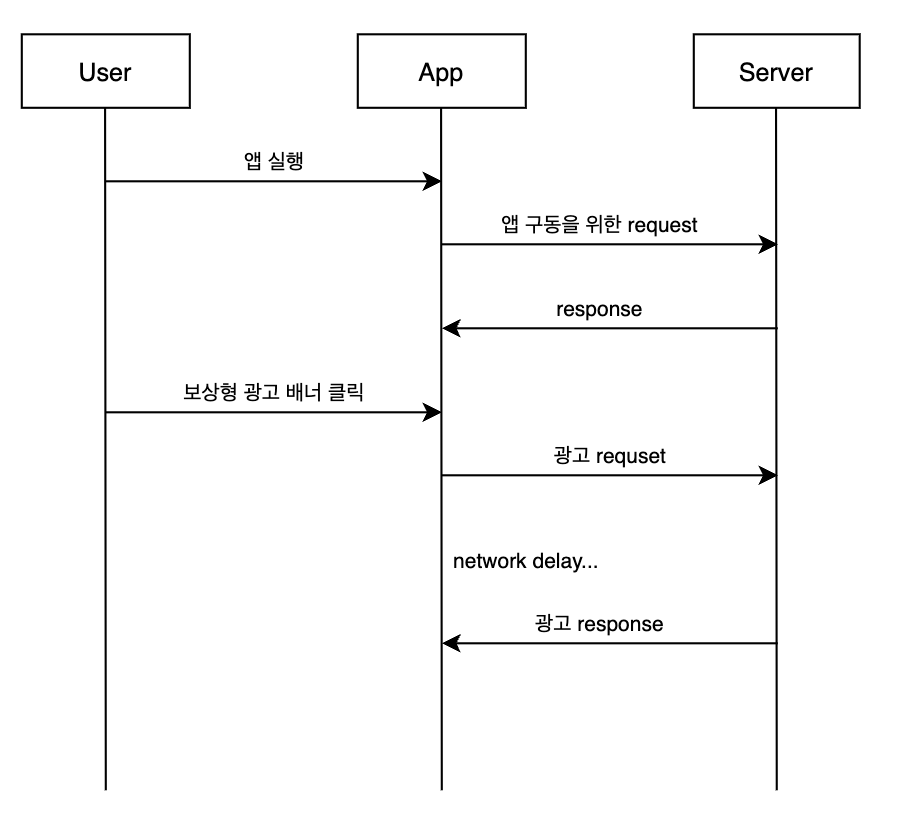 User
App
Server
앱 실행
앱 구동을 위한 request
response
보상형 광고 배너 클릭
광고 requset
network delay...
광고 response